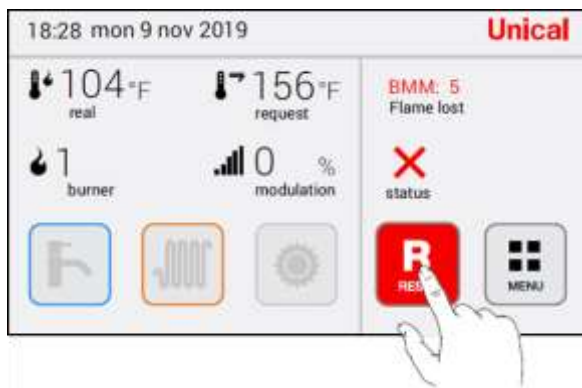 18:28 mon 9 nov 2019
Unical
104 °F
real
156 °F
request
BMM: 5
Flame lost
1
burner
0 %
modulation
status
R
MENU